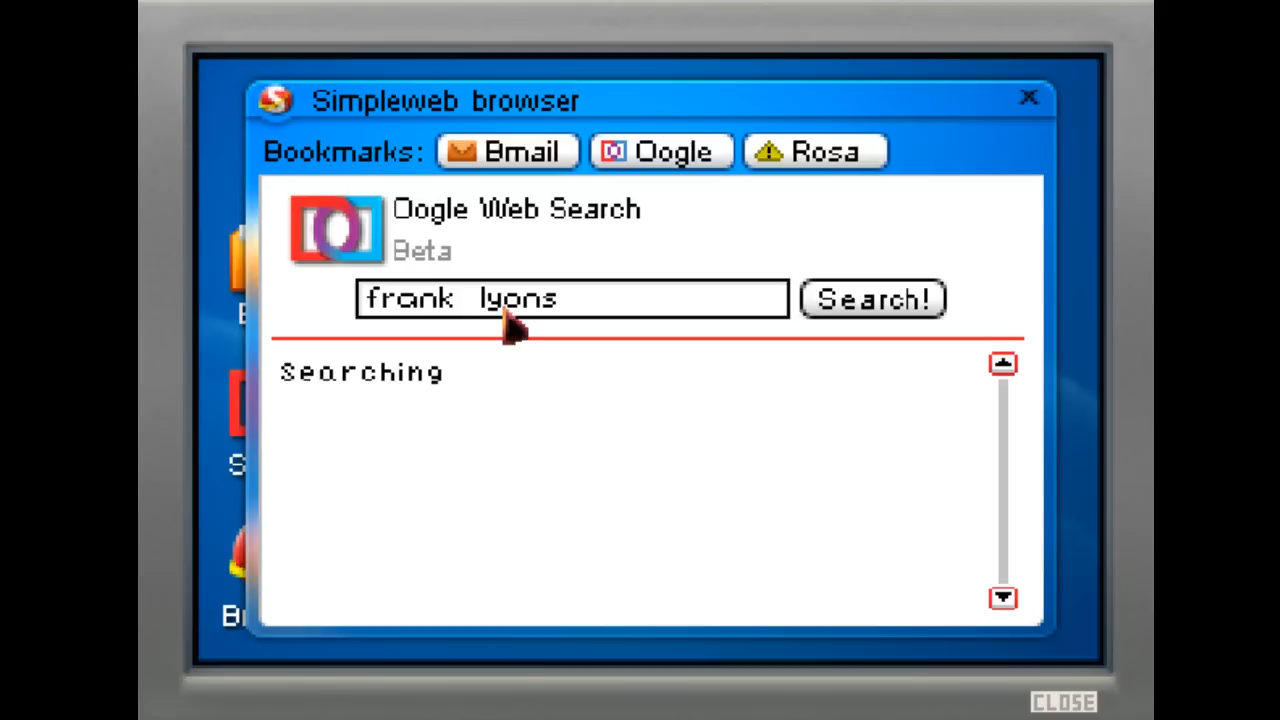 Simpleweb browser
Bookmarks: Bmail Oogle Rosa
Oogle Web Search
Beta
frank lyons Search!
Searching
CLOSE